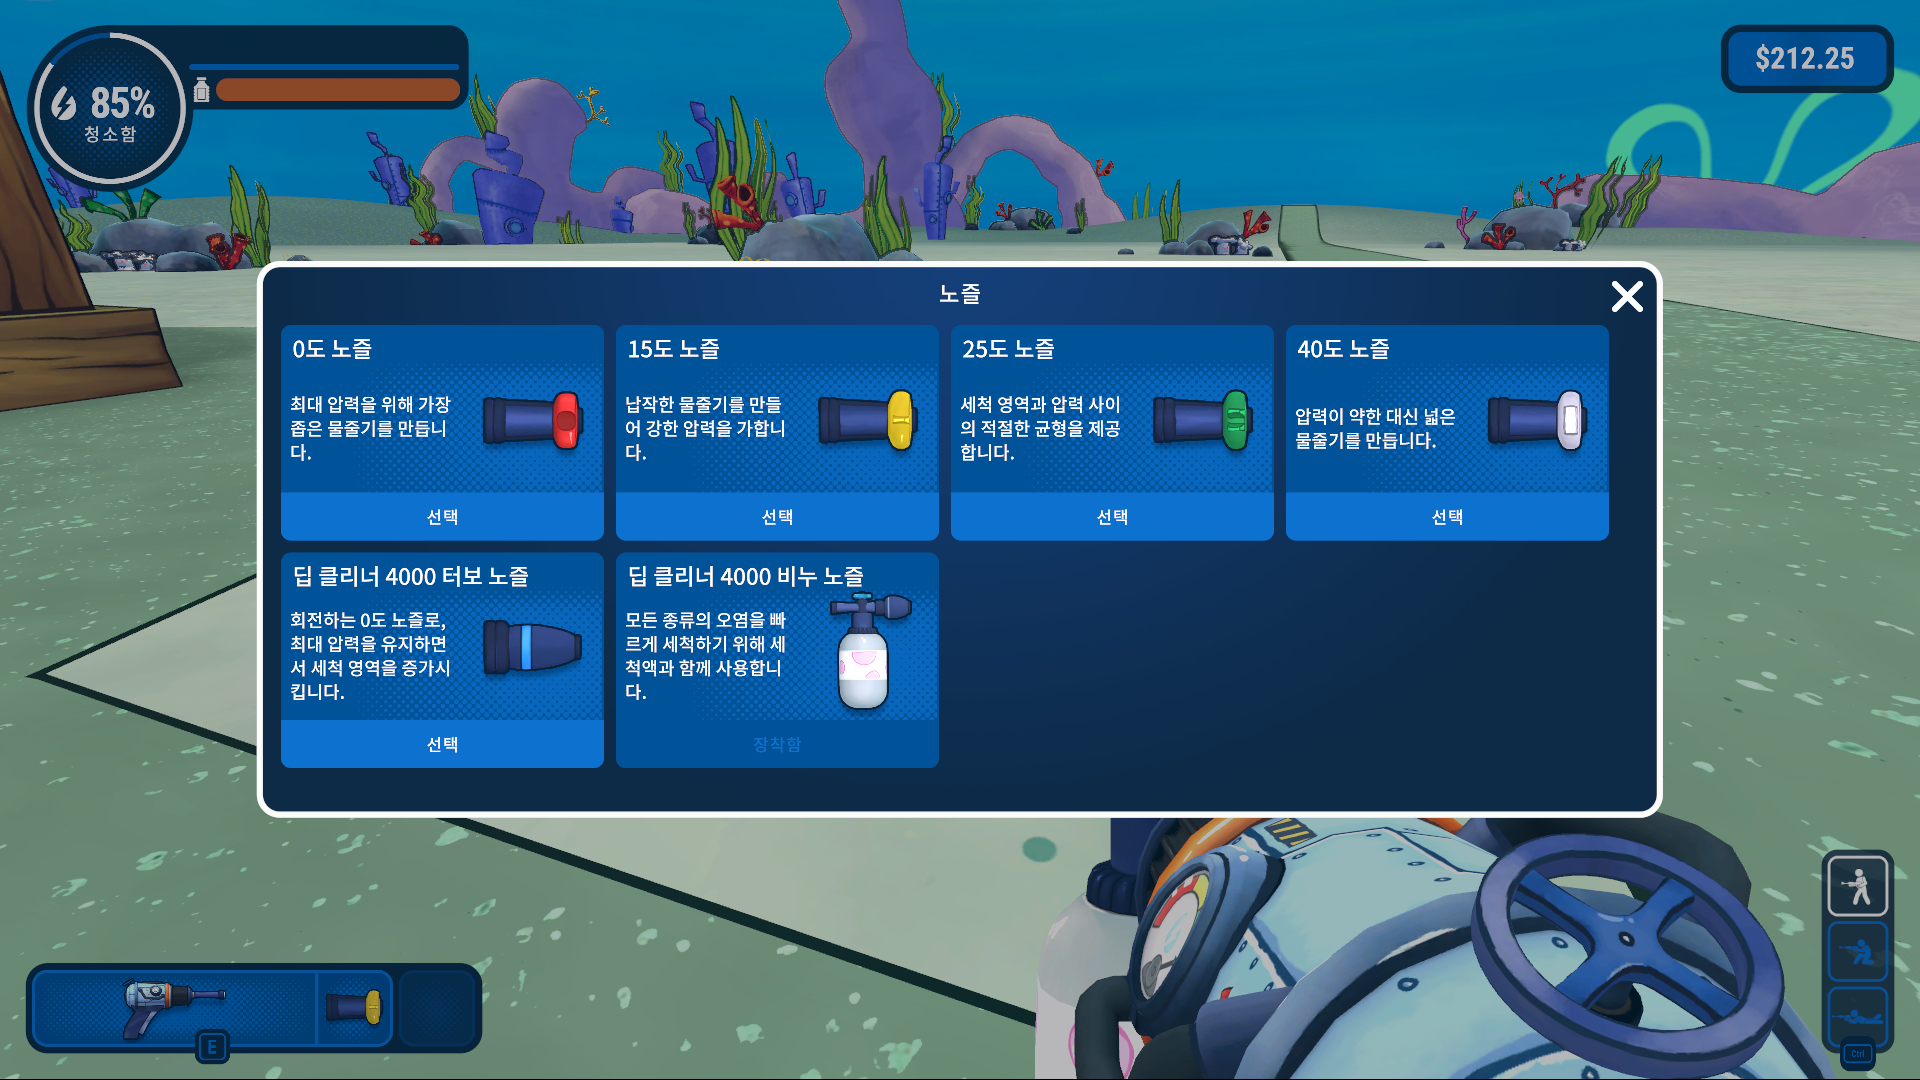 85%
청소함
$212.25
노즐
0도 노즐
최대 압력을 위해 가장
좁은 물줄기를 만듭니
다.
선택
15도 노즐
납작한 물줄기를 만들
어 강한 압력을 가합니
다.
선택
25도 노즐
세척 영역과 압력 사이
의 적절한 균형을 제공
합니다.
선택
40도 노즐
압력이 약한 대신 넓은
물줄기를 만듭니다.
선택
딥 클리너 4000 터보 노즐
회전하는 0도 노즐로,
최대 압력을 유지하면
서 세척 영역을 증가시
킵니다.
선택
딥 클리너 4000 비누 노즐
모든 종류의 오염을 빠
르게 세척하기 위해 세
척액과 함께 사용합니
다.
장착함
E
Ctrl